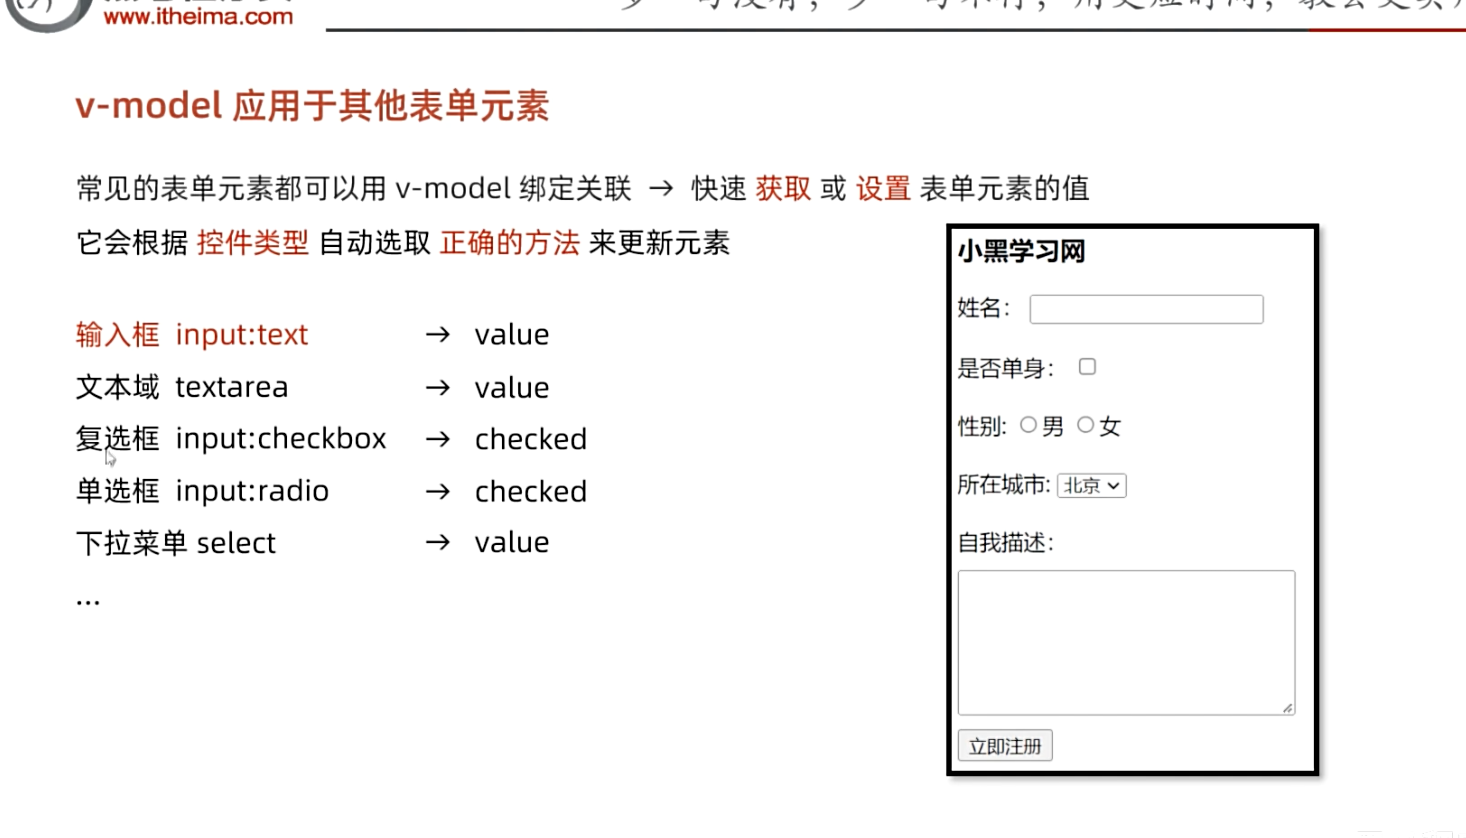 www.itheima.com
v-model 应用于其他表单元素
常见的表单元素都可以用 v-model 绑定关联 → 快速 获取 或 设置 表单元素的值
它会根据 控件类型 自动选取 正确的方法 来更新元素
输入框 input:text → value
文本域 textarea → value
复选框 input:checkbox → checked
单选框 input:radio → checked
下拉菜单 select → value
...
小黑学习网
姓名：
是否单身：
性别: 男 女
所在城市: 北京
自我描述：
立即注册